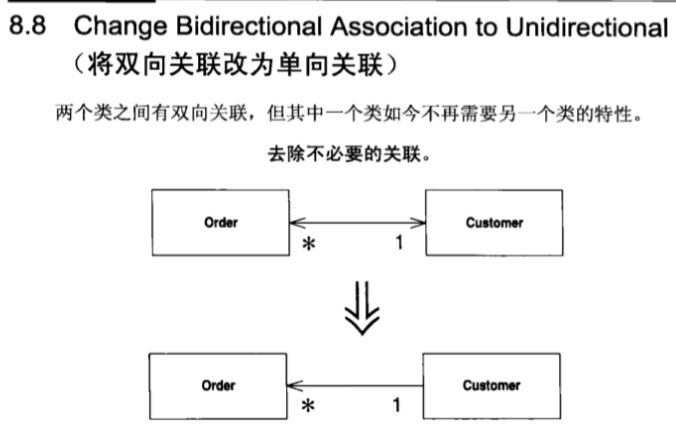 8.8 Change Bidirectional Association to Unidirectional
（将双向关联改为单向关联）
两个类之间有双向关联，但其中一个类如今不再需要另一个类的特性。
去除不必要的关联。
Order
Customer
* 1
Order
Customer
* 1